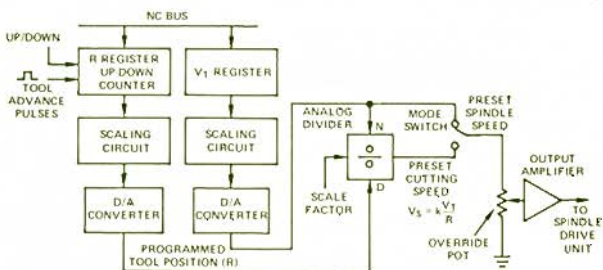 NC BUS
UP/DOWN
TOOL
ADVANCE
PULSES
R REGISTER
UP DOWN
COUNTER
V1 REGISTER
SCALING
CIRCUIT
SCALING
CIRCUIT
D/A
CONVERTER
D/A
CONVERTER
PROGRAMMED
TOOL POSITION (R)
ANALOG
DIVIDER
N
÷
D
SCALE
FACTOR
MODE
SWITCH
PRESET
SPINDLE
SPEED
PRESET
CUTTING
SPEED
VS = k V1/R
OVERRIDE
POT
OUTPUT
AMPLIFIER
TO
SPINDLE
DRIVE
UNIT